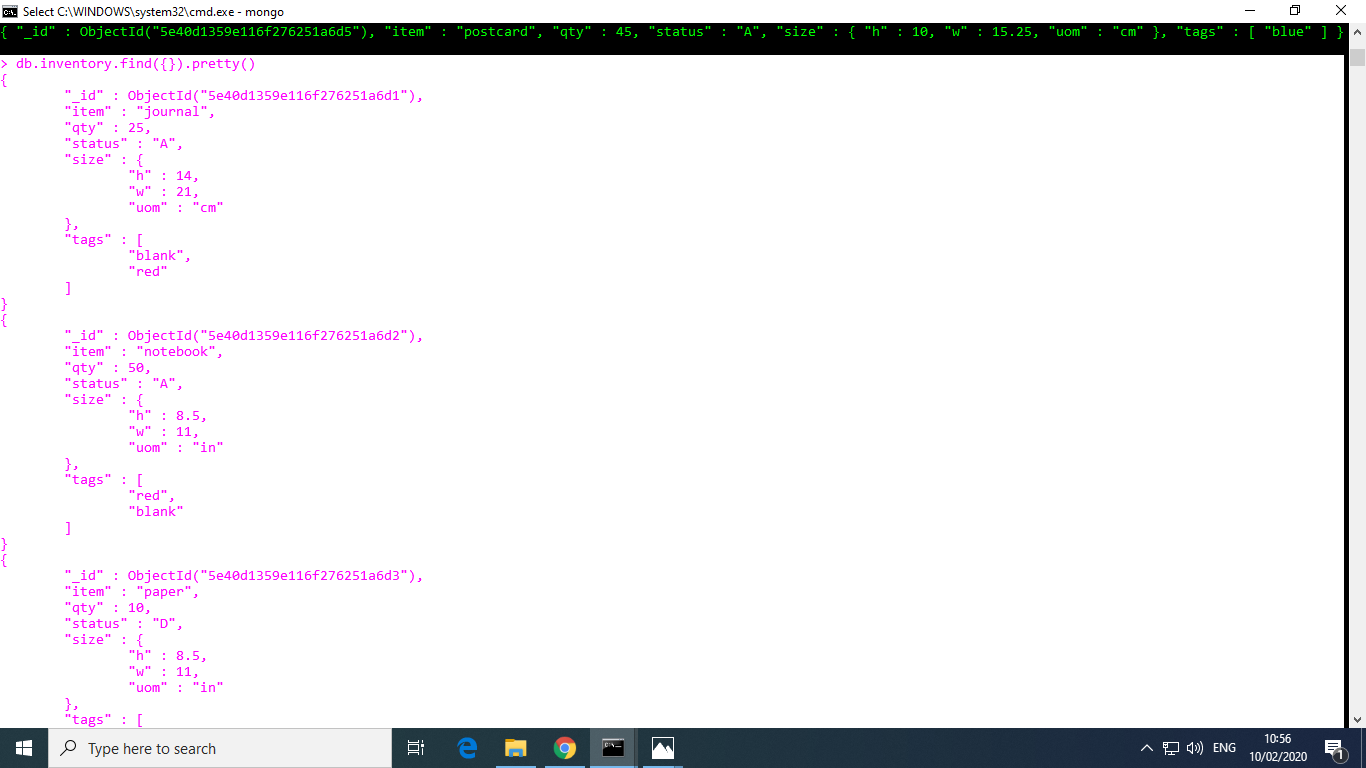 Select C:\WINDOWS\system32\cmd.exe - mongo
{ "_id" : ObjectId("5e40d1359e116f276251a6d5"), "item" : "postcard", "qty" : 45, "status" : "A", "size" : { "h" : 10, "w" : 15.25, "uom" : "cm" }, "tags" : [ "blue" ] }
> db.inventory.find({}).pretty()
{
        "_id" : ObjectId("5e40d1359e116f276251a6d1"),
        "item" : "journal",
        "qty" : 25,
        "status" : "A",
        "size" : {
                "h" : 14,
                "w" : 21,
                "uom" : "cm"
        },
        "tags" : [
                "blank",
                "red"
        ]
}
{
        "_id" : ObjectId("5e40d1359e116f276251a6d2"),
        "item" : "notebook",
        "qty" : 50,
        "status" : "A",
        "size" : {
                "h" : 8.5,
                "w" : 11,
                "uom" : "in"
        },
        "tags" : [
                "red",
                "blank"
        ]
}
{
        "_id" : ObjectId("5e40d1359e116f276251a6d3"),
        "item" : "paper",
        "qty" : 10,
        "status" : "D",
        "size" : {
                "h" : 8.5,
                "w" : 11,
                "uom" : "in"
        },
        "tags" : [
Type here to search
ENG
10:56
10/02/2020
1